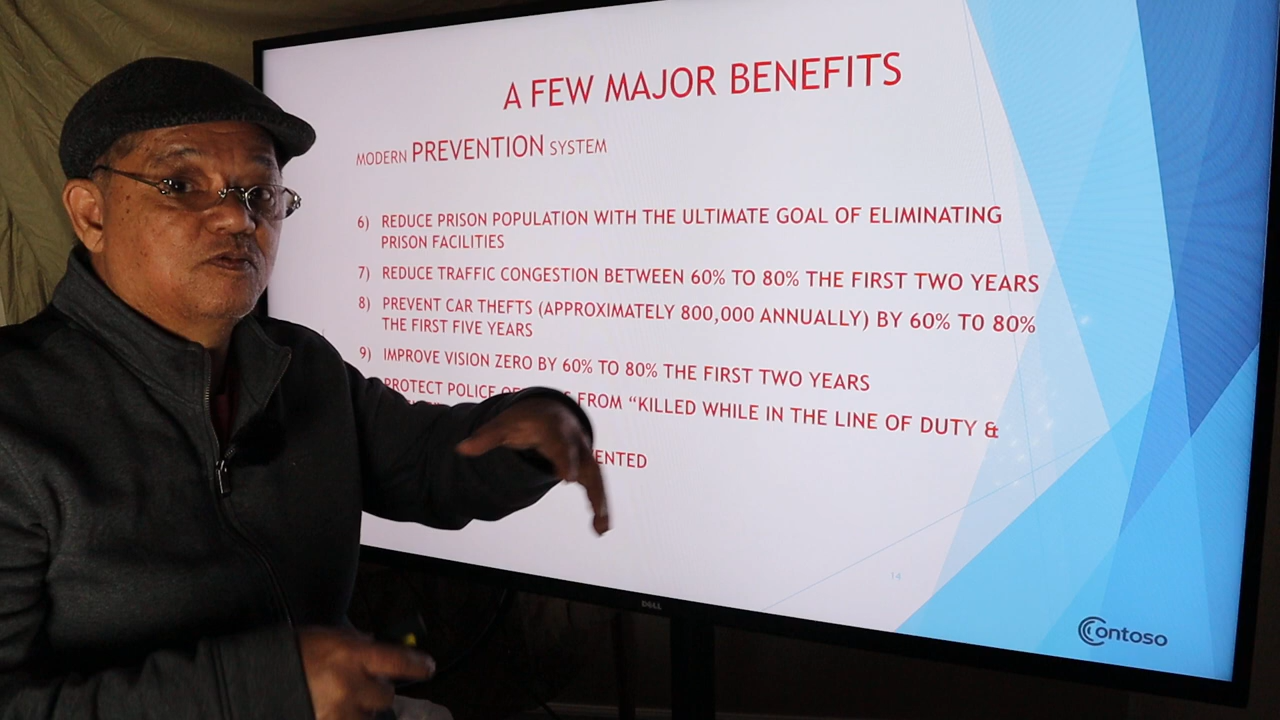 A FEW MAJOR BENEFITS
MODERN PREVENTION SYSTEM
6) REDUCE PRISON POPULATION WITH THE ULTIMATE GOAL OF ELIMINATING
PRISON FACILITIES
7) REDUCE TRAFFIC CONGESTION BETWEEN 60% TO 80% THE FIRST TWO YEARS
8) PREVENT CAR THEFTS (APPROXIMATELY 800,000 ANNUALLY) BY 60% TO 80%
THE FIRST FIVE YEARS
9) IMPROVE VISION ZERO BY 60% TO 80% THE FIRST TWO YEARS
PROTECT POLICE FROM “KILLED WHILE IN THE LINE OF DUTY &
14
Contoso
DELL